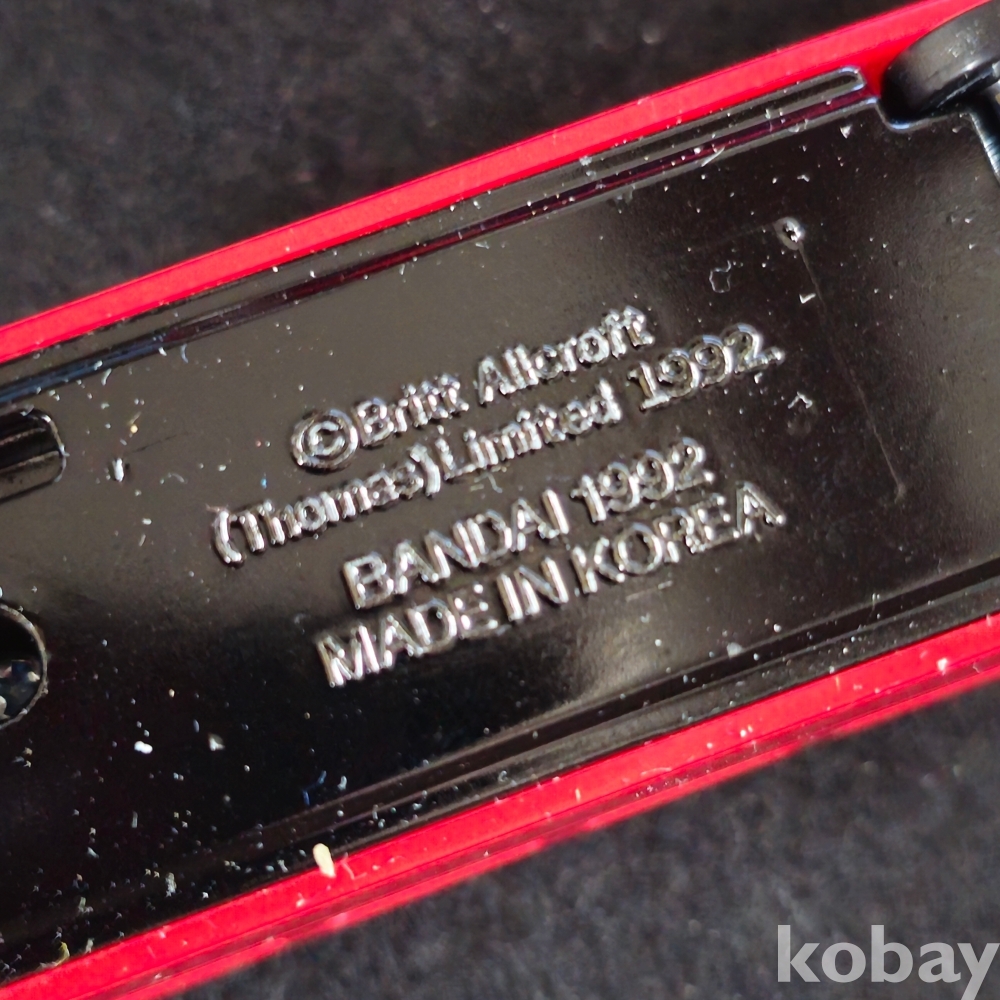 ©Britt Allcroft
(Thomas)Limited 1992.
BANDAI 1992
MADE IN KOREA
kobay